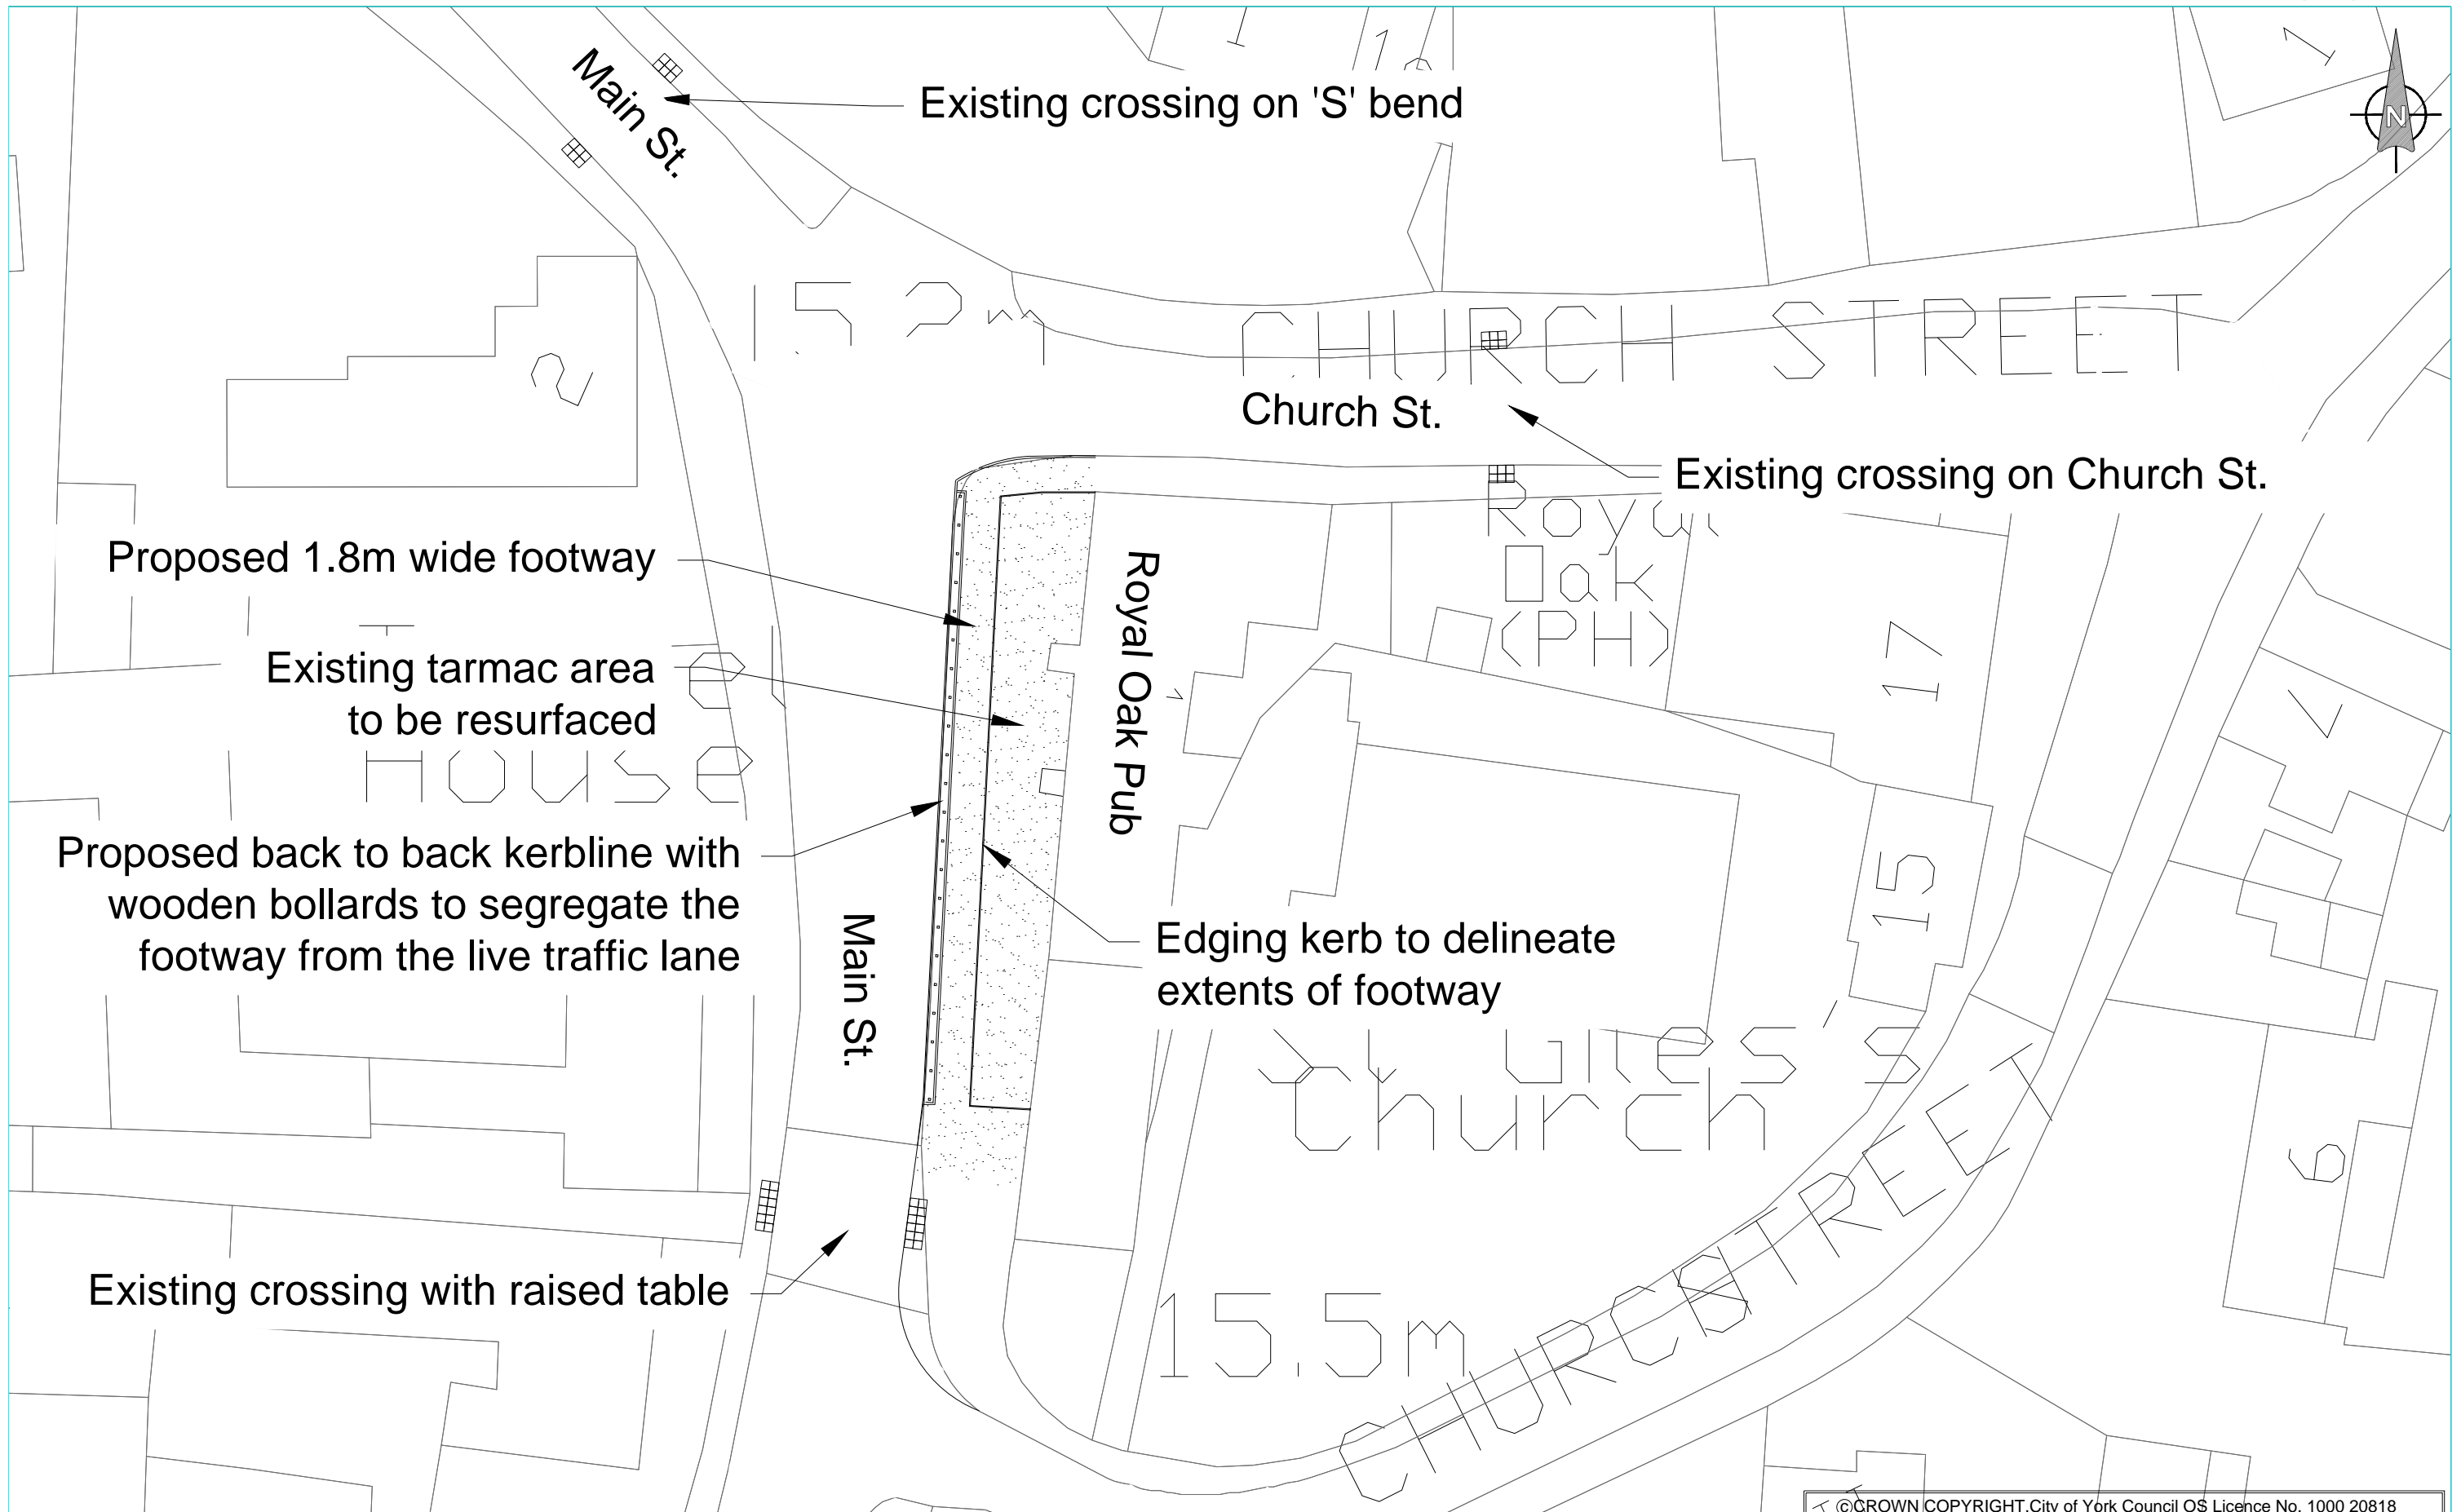 Main St.
Existing crossing on 'S' bend
N
CHURCH STREET
Church St.
Existing crossing on Church St.
2
Royal
Oak
(PH)
Proposed 1.8m wide footway
Royal Oak Pub
Existing tarmac area
to be resurfaced
House
17
7
Proposed back to back kerbline with
wooden bollards to segregate the
footway from the live traffic lane
15
Main St.
Edging kerb to delineate
extents of footway
St Giles's
Church
6
Existing crossing with raised table
15.5m
CHURCH STREET
©CROWN COPYRIGHT.City of York Council OS Licence No. 1000 20818